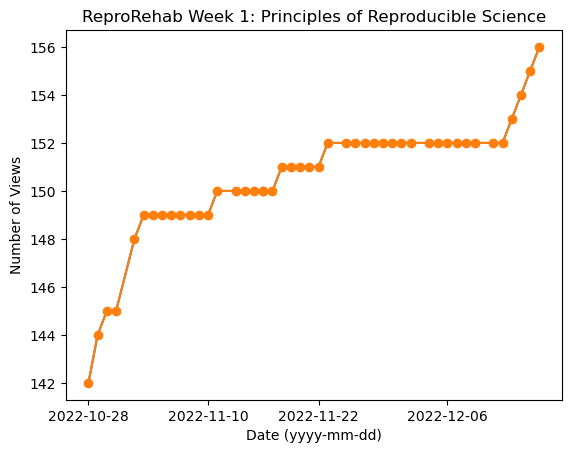 ReproRehab Week 1: Principles of Reproducible Science
156
154
152
150
148
146
144
142
Number of Views
2022-10-28 2022-11-10 2022-11-22 2022-12-06
Date (yyyy-mm-dd)